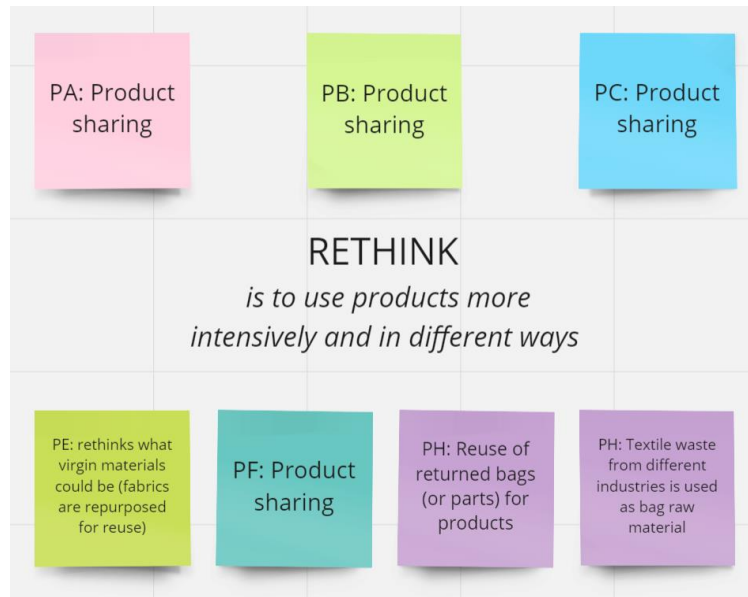 PA: Product
sharing
PB: Product
sharing
PC: Product
sharing
RETHINK
is to use products more
intensively and in different ways
PE: rethinks what
virgin materials
could be (fabrics
are repurposed
for reuse)
PF: Product
sharing
PH: Reuse of
returned bags
(or parts) for
products
PH: Textile waste
from different
industries is used
as bag raw
material